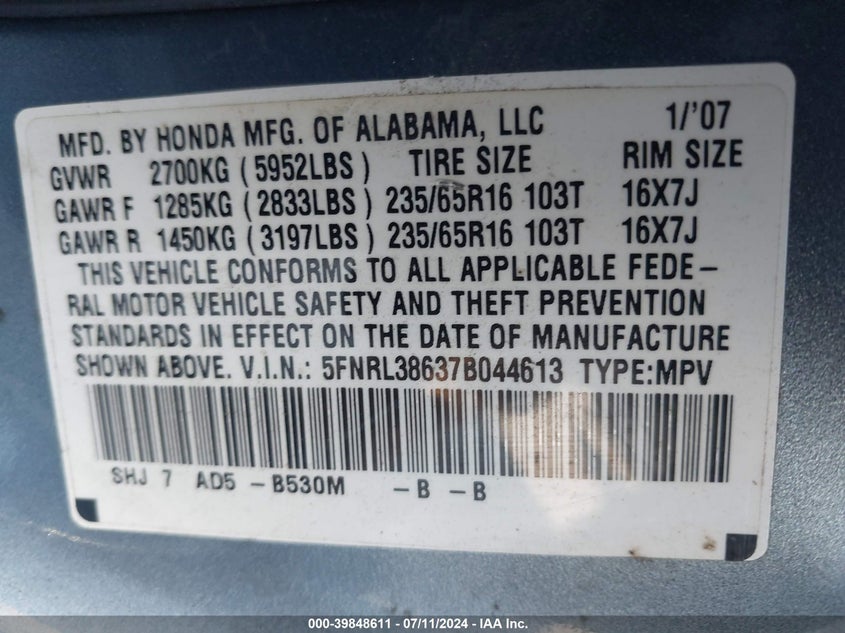 MFD. BY HONDA MFG. OF ALABAMA, LLC 1/'07
GVWR 2700KG (5952LBS) TIRE SIZE RIM SIZE
GAWR F 1285KG (2833LBS) 235/65R16 103T 16X7J
GAWR R 1450KG (3197LBS) 235/65R16 103T 16X7J
THIS VEHICLE CONFORMS TO ALL APPLICABLE FEDE-
RAL MOTOR VEHICLE SAFETY AND THEFT PREVENTION
STANDARDS IN EFFECT ON THE DATE OF MANUFACTURE
SHOWN ABOVE. V.I.N.: 5FNRL38637B044613 TYPE:MPV
SHJ 7 AD5 -B530M -B -B
000-39848611 - 07/11/2024 - IAA Inc.